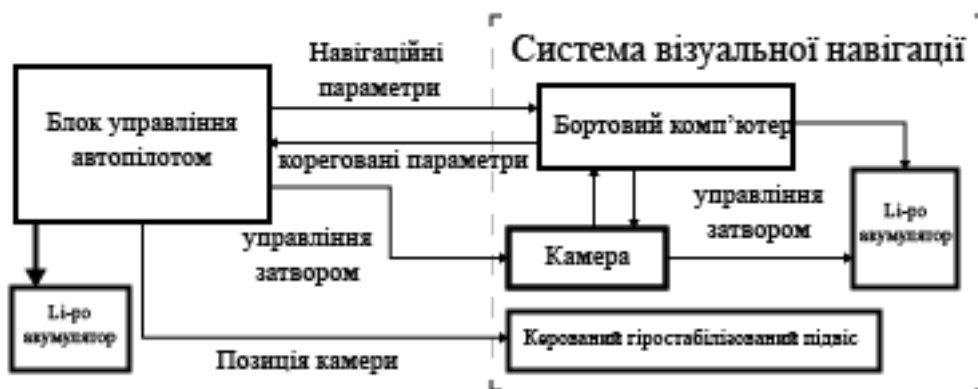 Система візуальної навігації
Навігаційні
параметри
Блок управління
автопілотом
Бортовий комп’ютер
кореговані параметри
управління
затвором
управління
затвором
Камера
Li-po
акумулятор
Li-po
акумулятор
Керований гіростабілізований підвіс
Позиція камери